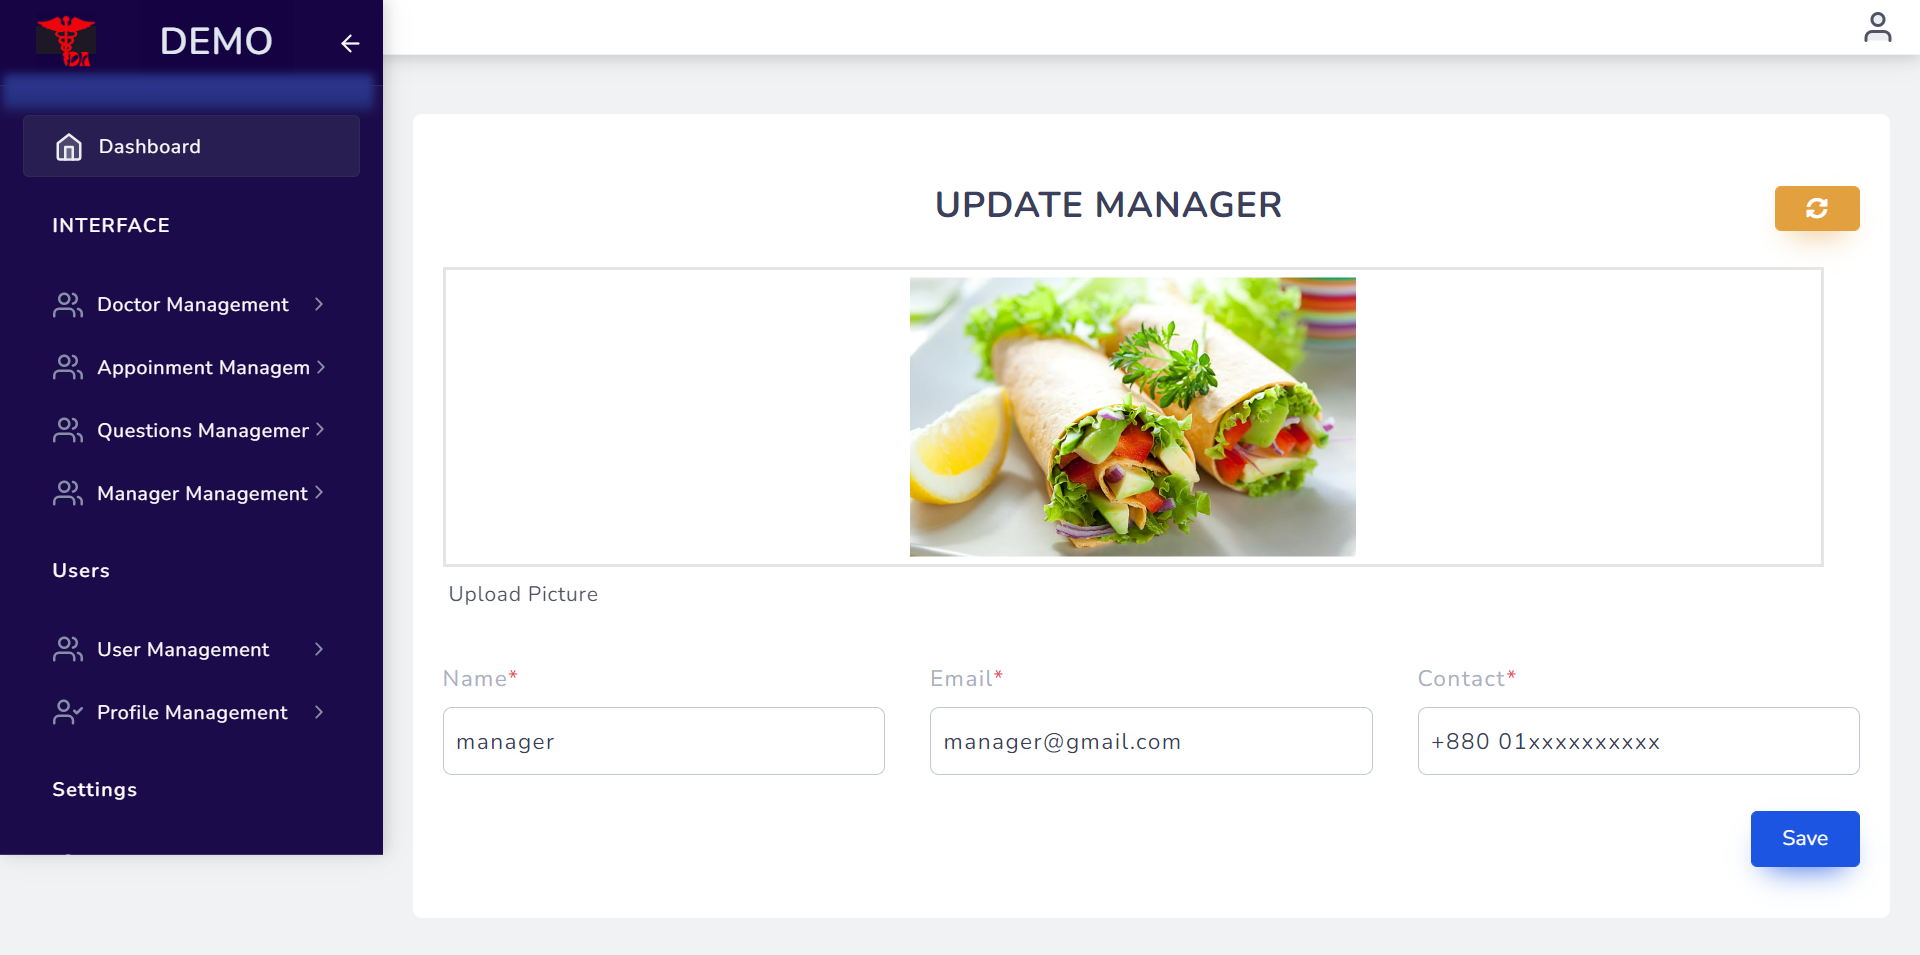 DA
DEMO
Dashboard
INTERFACE
Doctor Management
Appoinment Managem
Questions Managemer
Manager Management
Users
User Management
Profile Management
Settings
UPDATE MANAGER
Upload Picture
Name*
Email*
Contact*
manager
manager@gmail.com
+880 01xxxxxxxxxx
Save